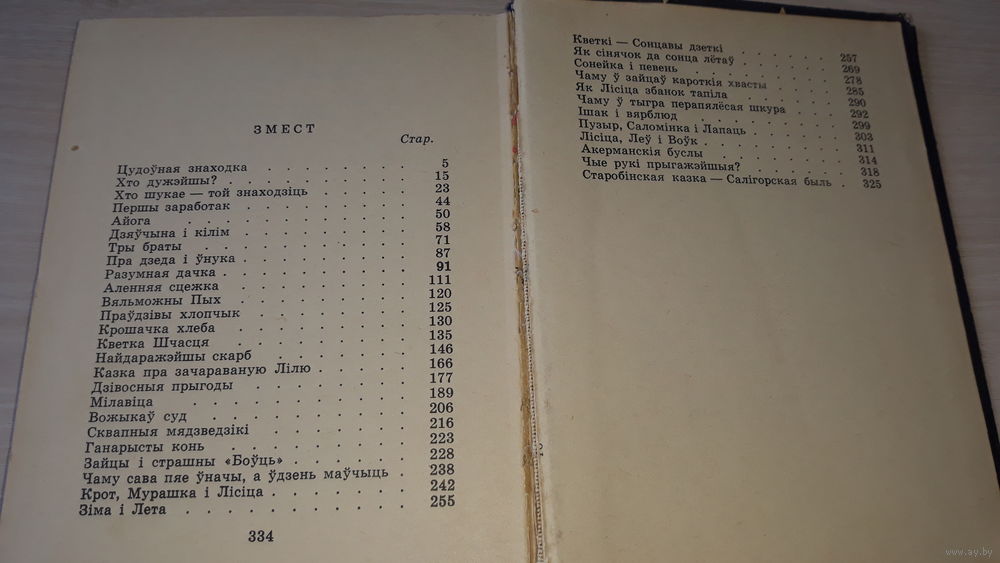 ЗМЕСТ
Стар.
Цудоўная знаходка . . . . . . . 5
Хто дужэйшы? . . . . . . . . 15
Хто шукае — той знаходзіць . . . . 23
Першы заработак . . . . . . . 44
Айога . . . . . . . . . . 50
Дзяўчына і кілім . . . . . . . 58
Тры браты . . . . . . . . . 71
Пра дзеда і ўнука . . . . . . . 87
Разумная дачка . . . . . . . . 91
Аленняя сцежка . . . . . . . . 111
Вяльможны Пых . . . . . . . 120
Праўдзівы хлопчык . . . . . . . 125
Крошачка хлеба . . . . . . . . 130
Кветка Шчасця . . . . . . . . 135
Найдаражэйшы скарб . . . . . . 146
Казка пра зачараваную Лілю . . . . 166
Дзівосныя прыгоды . . . . . . . 177
Мілавіца . . . . . . . . . 189
Вожыкаў суд . . . . . . . . 206
Сквапныя мядзведзікі . . . . . . 216
Ганарысты конь . . . . . . . . 223
Зайцы і страшны «Боўць» . . . . . 228
Чаму сава пяе ўначы, а ўдзень маўчыць . 238
Крот, Мурашка і Лісіца . . . . . . 242
Зіма і Лета . . . . . . . . . 255
334
Кветкі — Сонцавы дзеткі . . . . . 257
Як сінячок да сонца лётаў . . . . . 269
Сонейка і певень . . . . . . . 278
Чаму ў зайцаў кароткія хвасты . . . . 285
Як Лісіца збанок тапіла . . . . . 290
Чаму ў тыгра перапялёсая шкура . . . 292
Ішак і вярблюд . . . . . . . 299
Пузыр, Саломінка і Лапаць . . . . . 303
Лісіца, Леў і Воўк . . . . . . . 311
Акерманскія буслы . . . . . . . 314
Чые рукі прыгажэйшыя? . . . . . 318
Старобінская казка — Салігорская быль . 325
www.ay.by